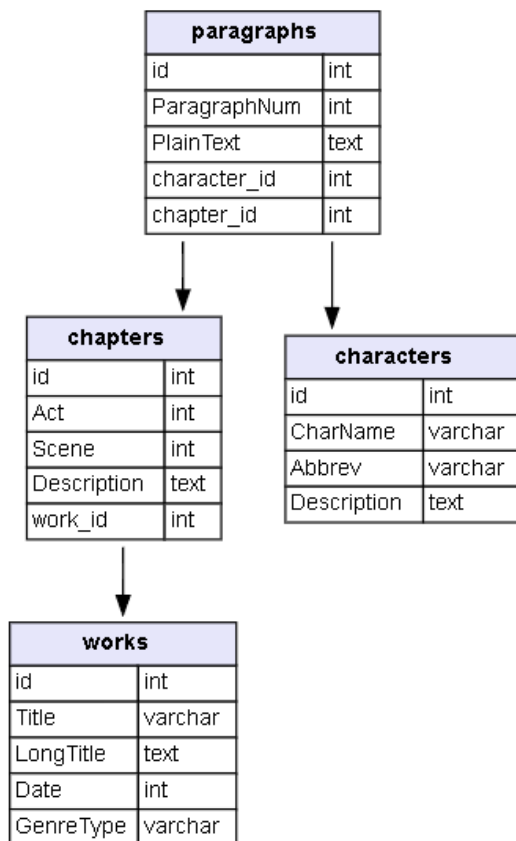 paragraphs
id int
ParagraphNum int
PlainText text
character_id int
chapter_id int
chapters
id int
Act int
Scene int
Description text
work_id int
characters
id int
CharName varchar
Abbrev varchar
Description text
works
id int
Title varchar
LongTitle text
Date int
GenreType varchar